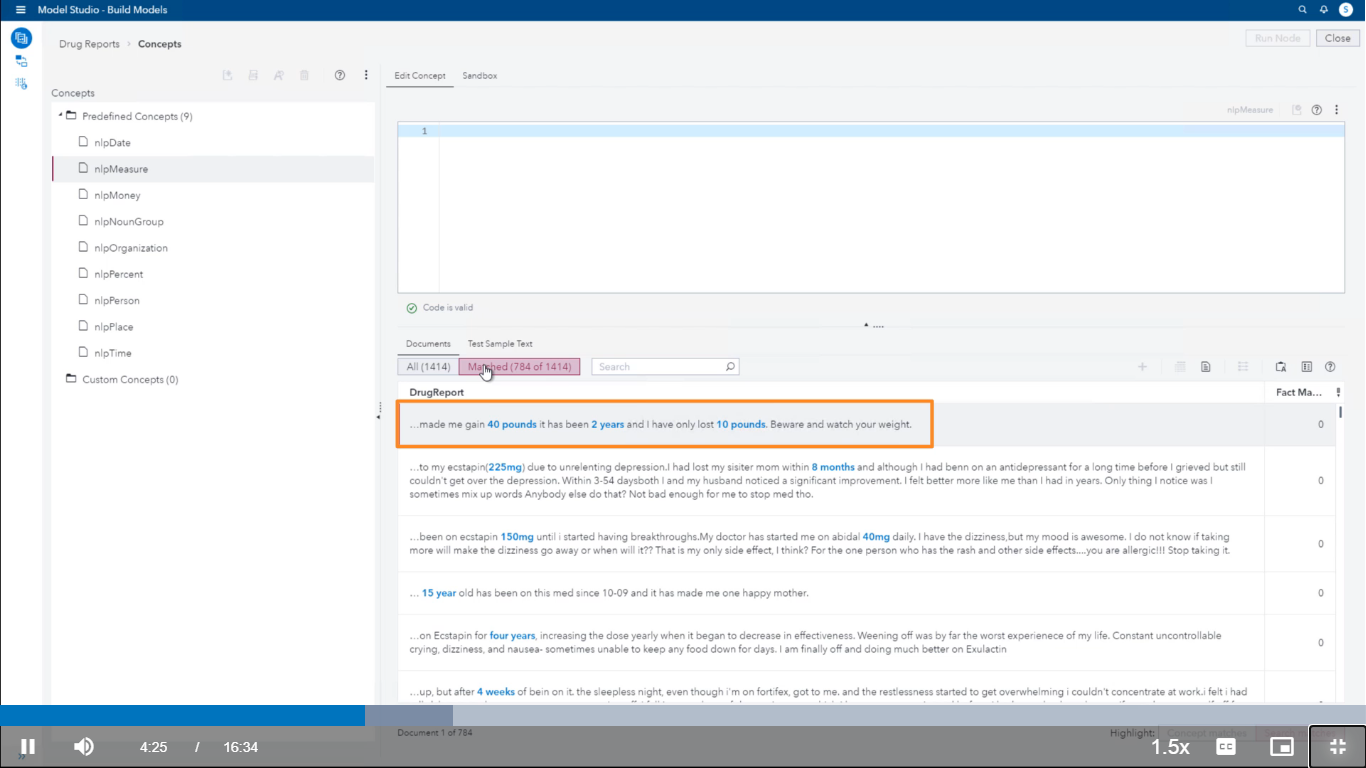 Model Studio - Build Models
S
Drug Reports › Concepts
Run Node
Close
Concepts
Predefined Concepts (9)
nlpDate
nlpMeasure
nlpMoney
nlpNounGroup
nlpOrganization
nlpPercent
nlpPerson
nlpPlace
nlpTime
Custom Concepts (0)
Edit Concept
Sandbox
nlpMeasure
1
Code is valid
Documents
Test Sample Text
All (1414)
Matched (784 of 1414)
Search
DrugReport
Fact Ma...
...made me gain 40 pounds it has been 2 years and I have only lost 10 pounds. Beware and watch your weight.
0
...to my ecstapin(225mg) due to unrelenting depression.I had lost my sisiter mom within 8 months and although I had benn on an antidepressant for a long time before I grieved but still
couldn't get over the depression. Within 3-54 daysboth I and my husband noticed a significant improvement. I felt better more like me than I had in years. Only thing I notice was I
sometimes mix up words Anybody else do that? Not bad enough for me to stop med tho.
0
...been on ecstapin 150mg until i started having breakthroughs.My doctor has started me on abidal 40mg daily. I have the dizziness,but my mood is awesome. I do not know if taking
more will make the dizziness go away or when will it?? That is my only side effect, I think? For the one person who has the rash and other side effects....you are allergic!!! Stop taking it.
0
... 15 year old has been on this med since 10-09 and it has made me one happy mother.
0
...on Ecstapin for four years, increasing the dose yearly when it began to decrease in effectiveness. Weening off was by far the worst experienece of my life. Constant uncontrollable
crying, dizziness, and nausea- sometimes unable to keep any food down for days. I am finally off and doing much better on Exulactin
0
...up, but after 4 weeks of bein on it. the sleepless night, even though i'm on fortifex, got to me. and the restlessness started to get overwhelming i couldn't concentrate at work.i felt i had
Document 1 of 784
Highlight:
Concept matches
4:25 / 16:34
1.5x
CC